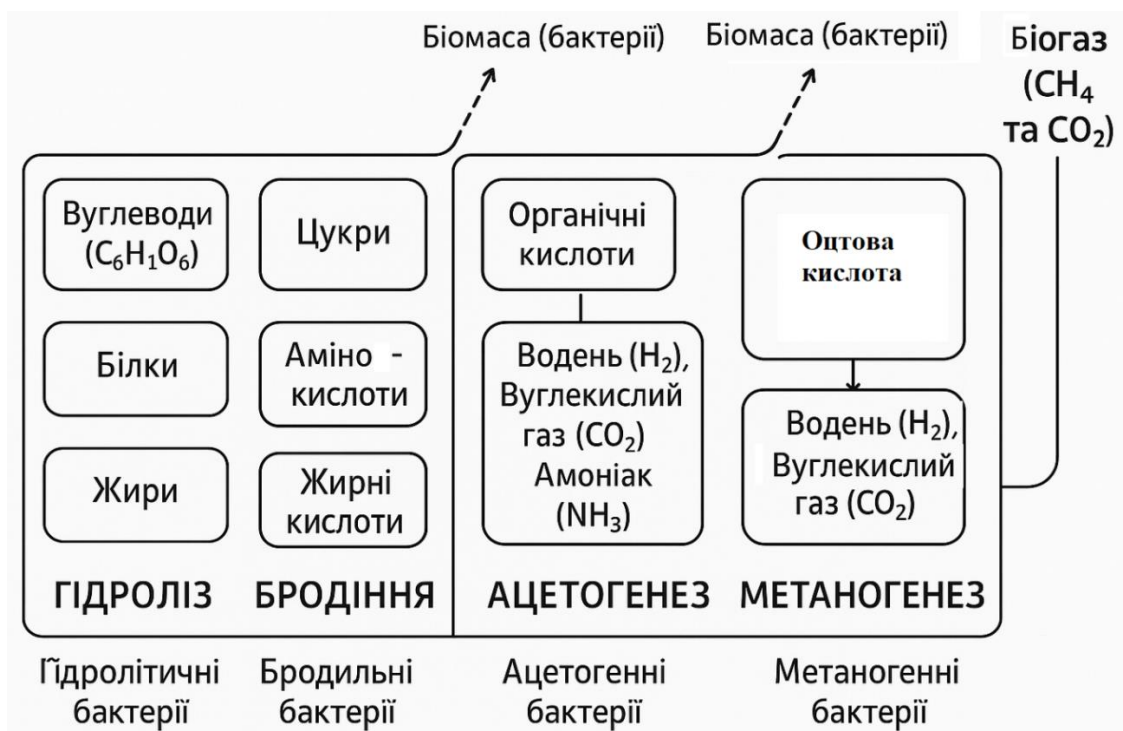 Біомаса (бактерії)
Біомаса (бактерії)
Біогаз
(CH₄
та CO₂)
Вуглеводи
(C₆H₁O₆)
Білки
Жири
ГІДРОЛІЗ
Гідролітичні
бактерії
Цукри
Аміно -
кислоти
Жирні
кислоти
БРОДІННЯ
Бродильні
бактерії
Органічні
кислоти
Водень (H₂),
Вуглекислий
газ (CO₂)
Амоніак
(NH₃)
АЦЕТОГЕНЕЗ
Ацетогенні
бактерії
Оцтова
кислота
Водень (H₂),
Вуглекислий
газ (CO₂)
МЕТАНОГЕНЕЗ
Метаногенні
бактерії